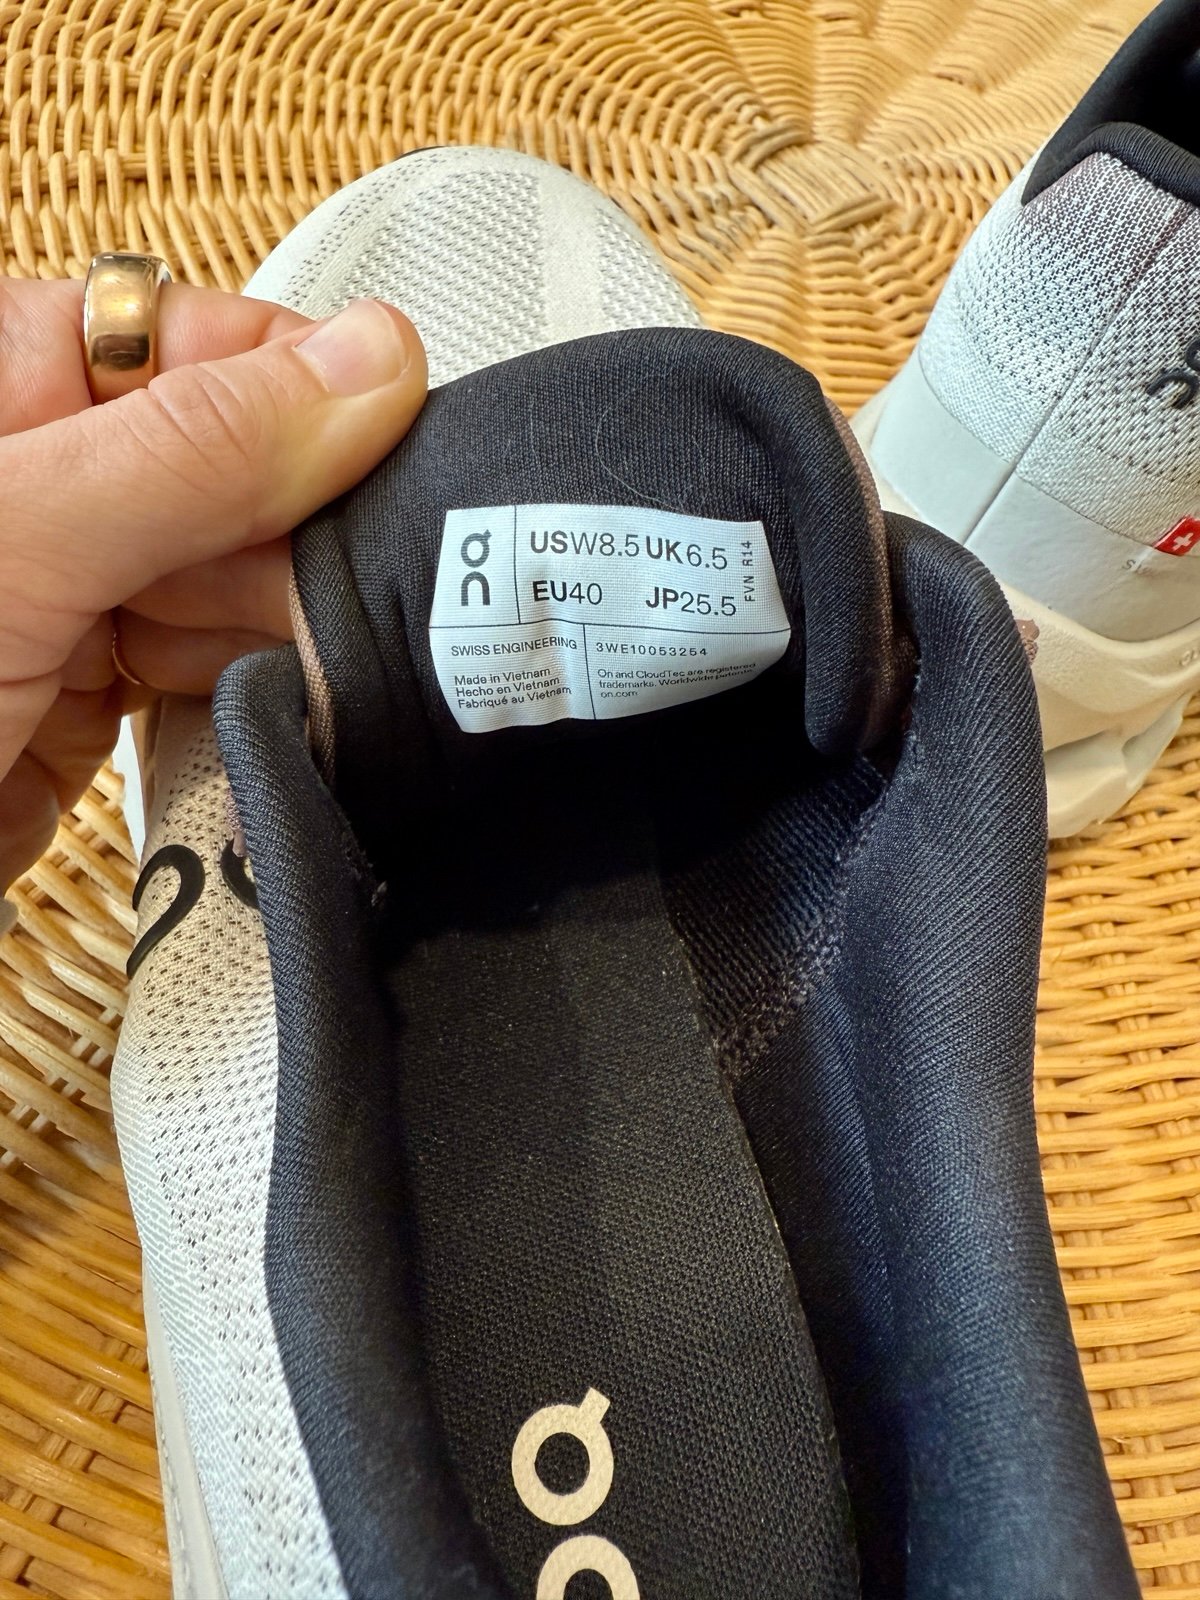 On
USW8.5 UK6.5
EU40 JP25.5
FVN R14
SWISS ENGINEERING
Made in Vietnam
Hecho en Vietnam
Fabriqué au Vietnam
3WE10053254
On and CloudTec are registered
trademarks. Worldwide patents.
on.com